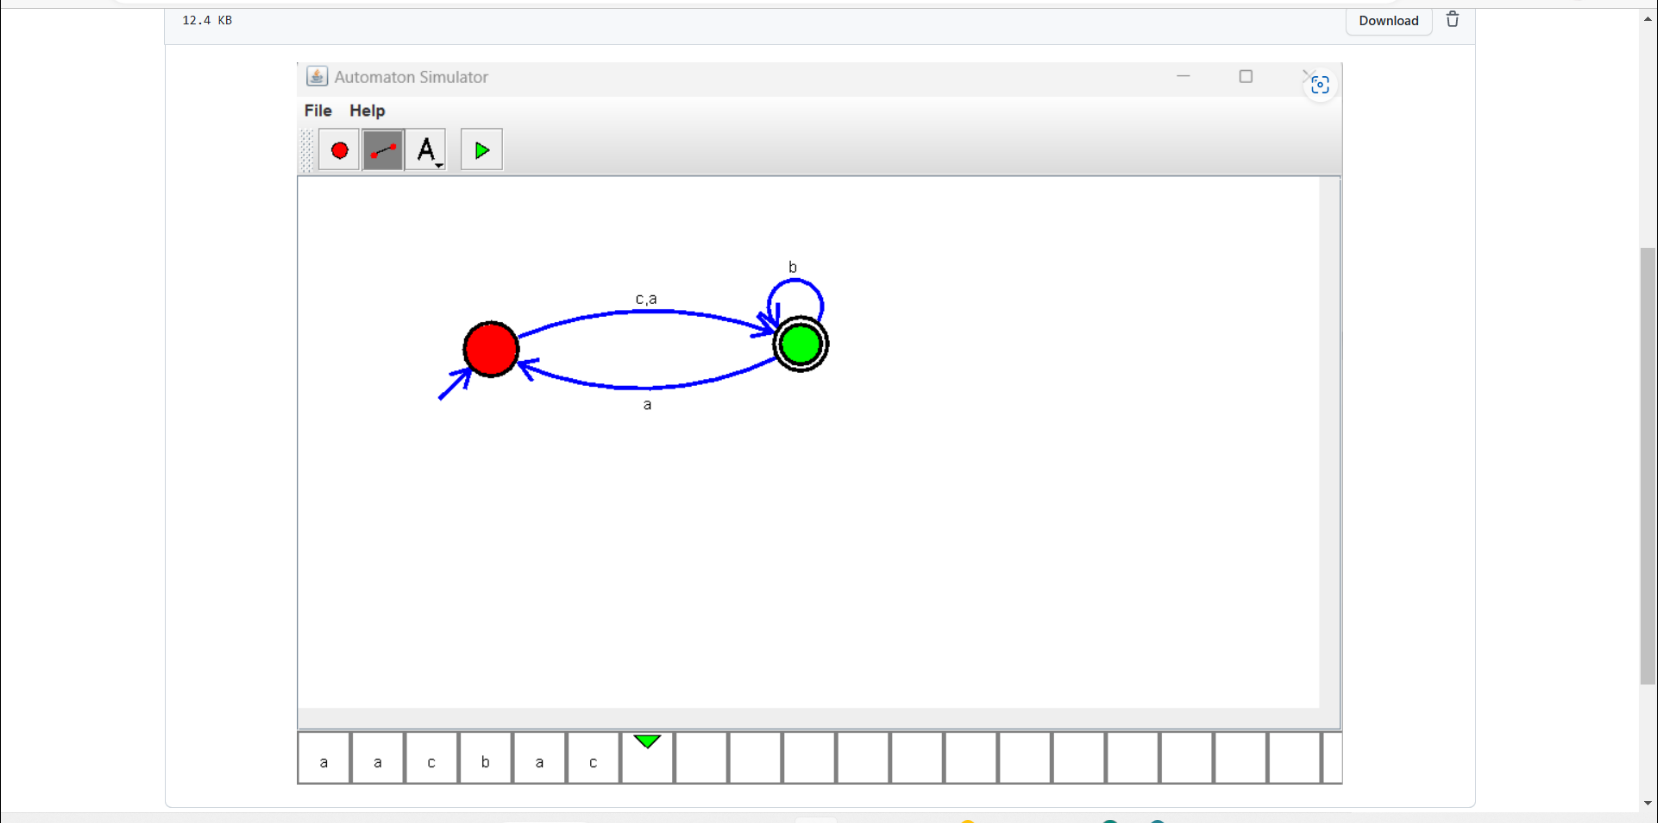 12.4 KB
Download
Automaton Simulator
File Help
A
b
c,a
a
a a c b a c